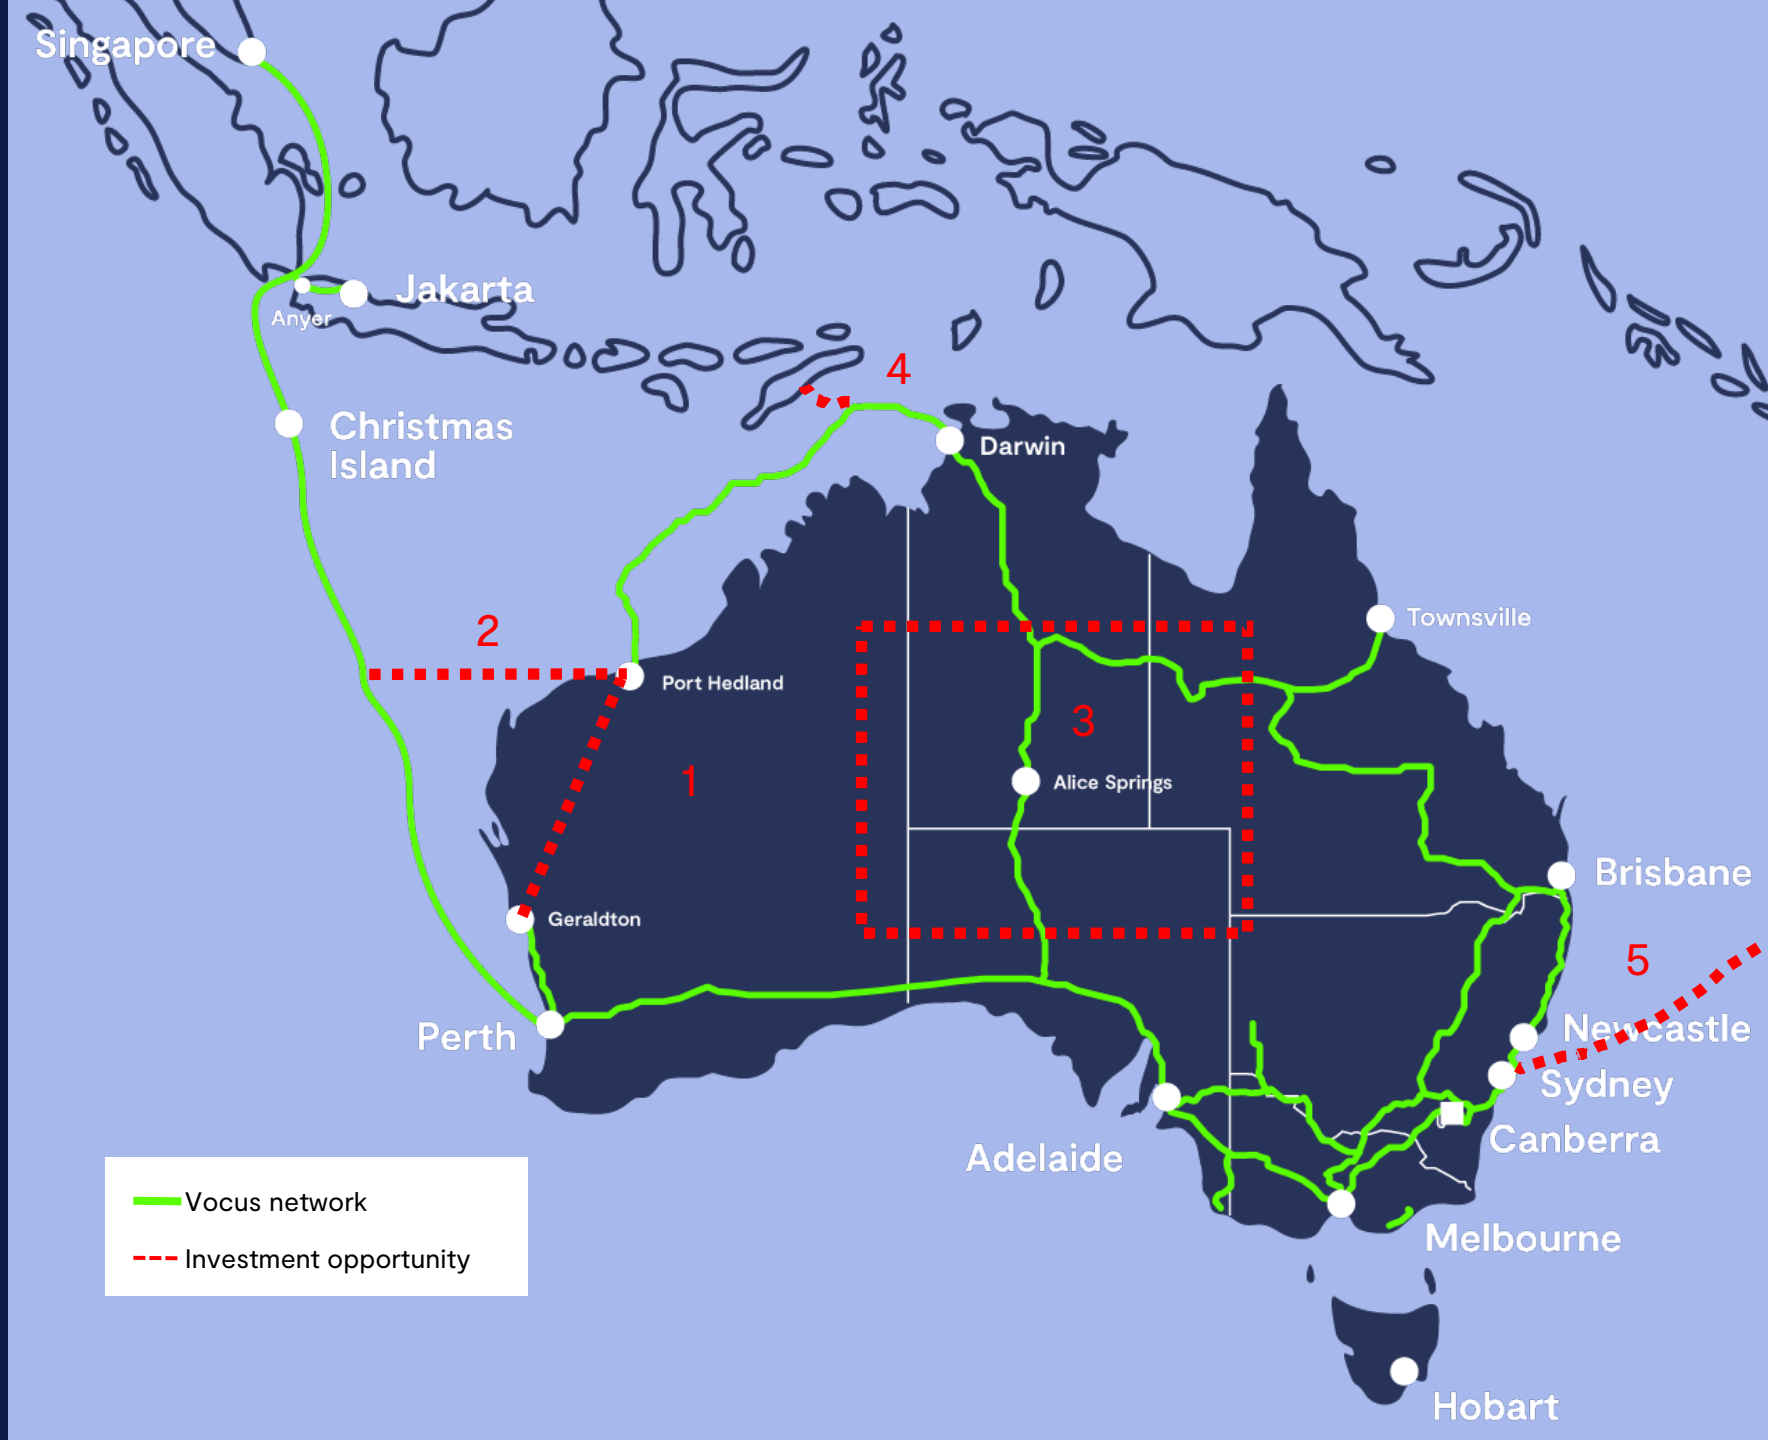 Singapore
Jakarta
Anyer
4
Christmas
Island
Darwin
2
Townsville
Port Hedland
3
1
Alice Springs
Brisbane
Geraldton
5
Newcastle
Perth
Sydney
Canberra
Adelaide
Vocus network
Melbourne
Investment opportunity
Hobart